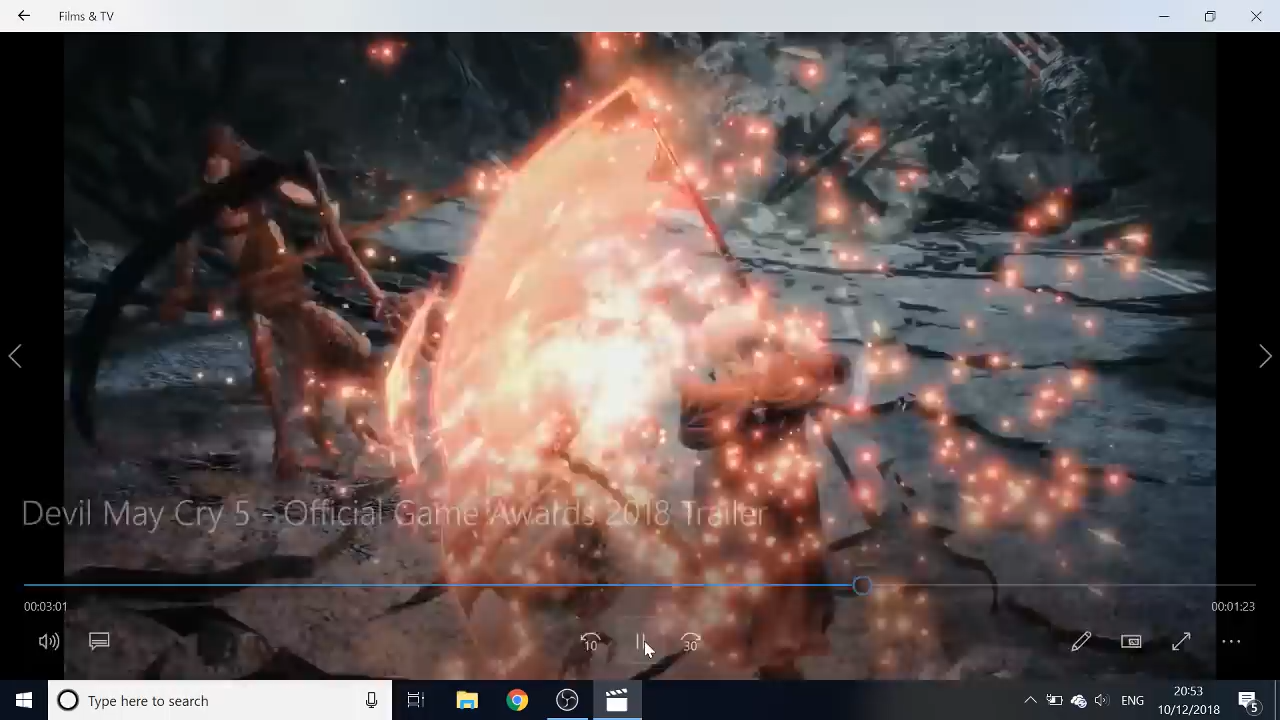 Films & TV
Devil May Cry 5 - Official Game Awards 2018 Trailer
00:03:01
00:01:23
10
30
Type here to search
ENG
20:53
10/12/2018
5